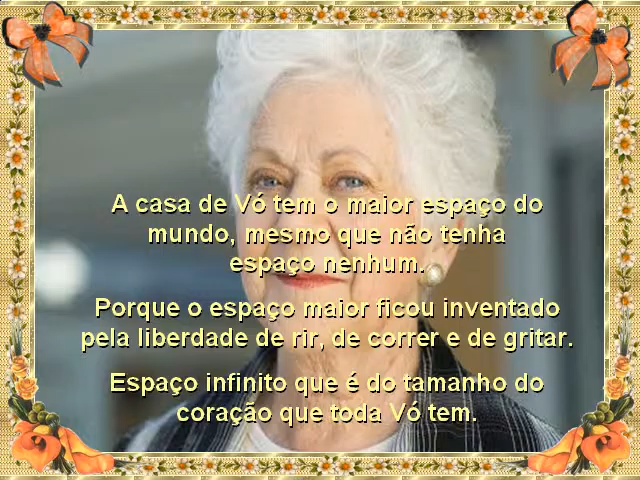 A casa de Vó tem o maior espaço do
mundo, mesmo que não tenha
espaço nenhum.
Porque o espaço maior ficou inventado
pela liberdade de rir, de correr e de gritar.
Espaço infinito que é do tamanho do
coração que toda Vó tem.